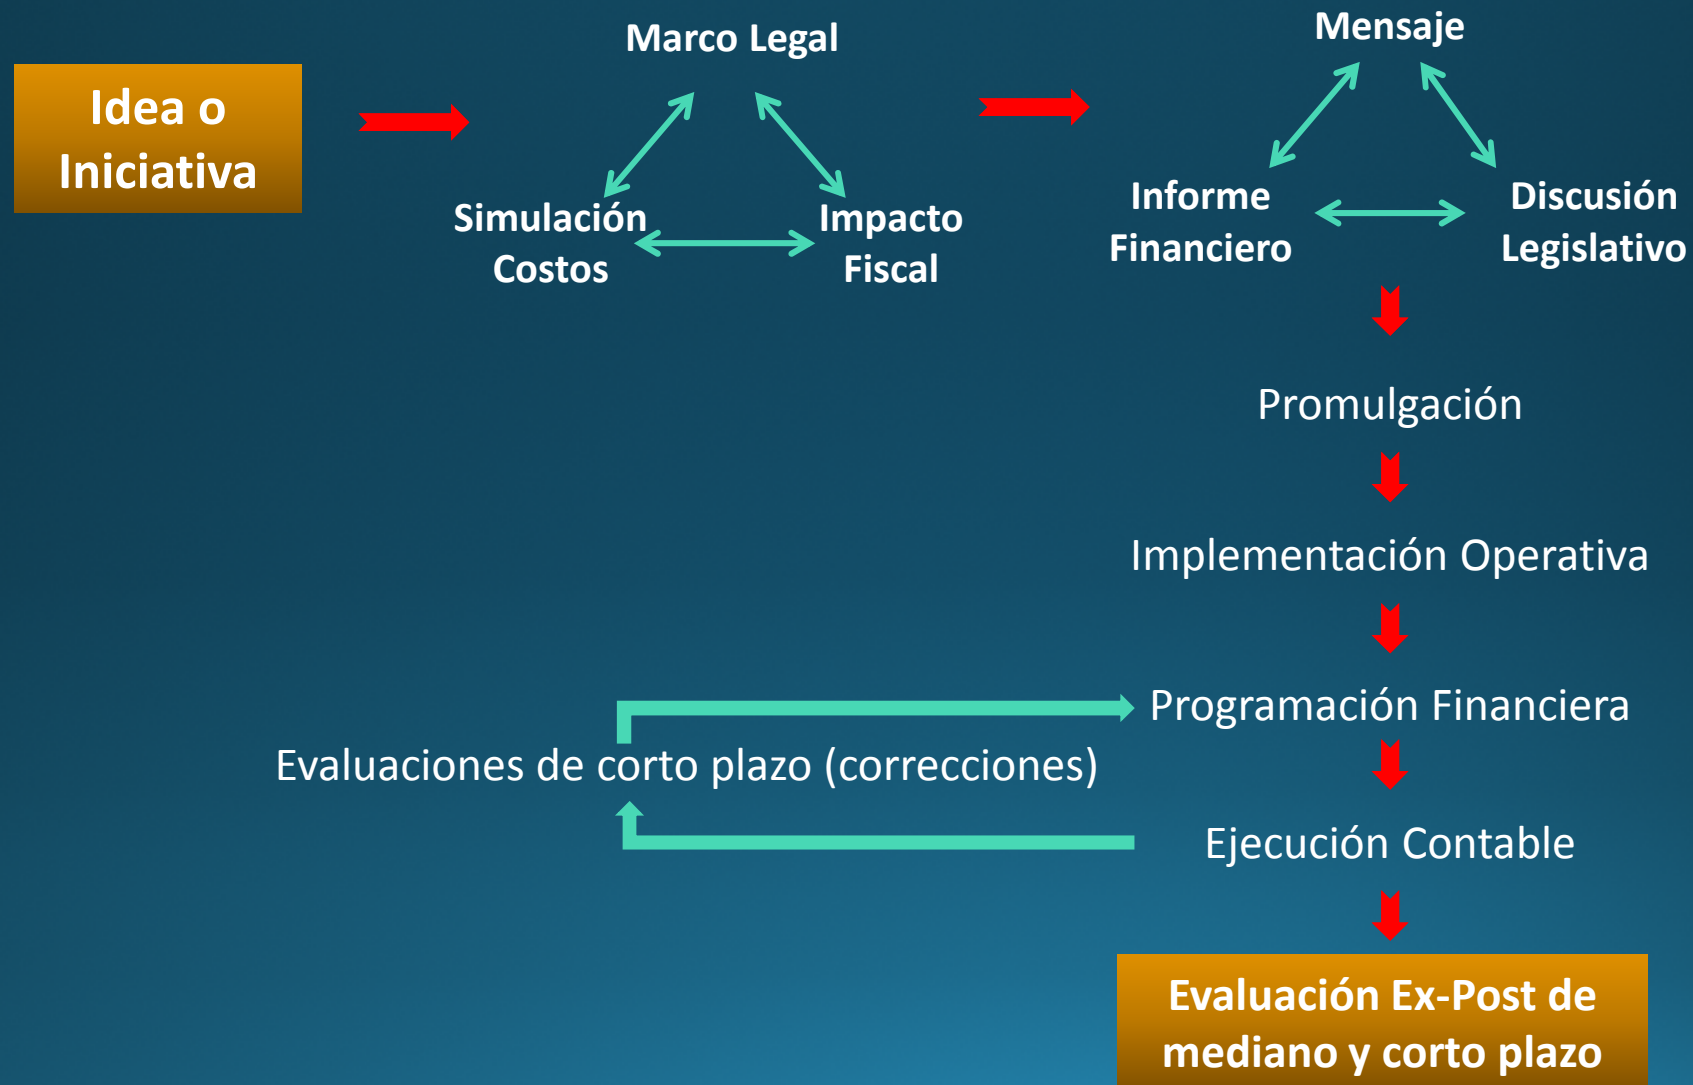 Idea o
Iniciativa
Marco Legal
Simulación
Costos
Impacto
Fiscal
Mensaje
Informe
Financiero
Discusión
Legislativo
Promulgación
Implementación Operativa
Programación Financiera
Evaluaciones de corto plazo (correcciones)
Ejecución Contable
Evaluación Ex-Post de
mediano y corto plazo